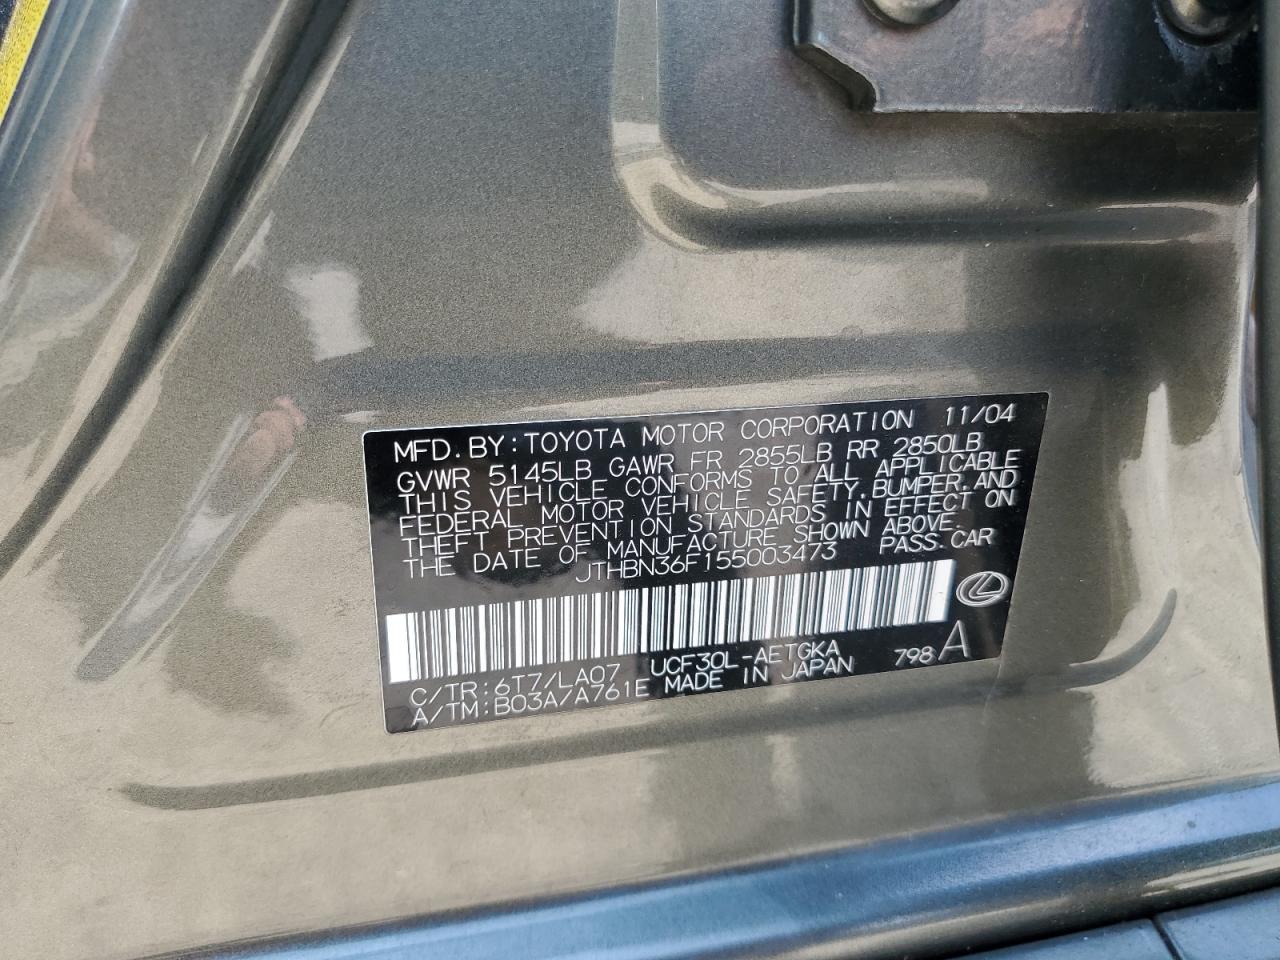 MFD. BY: TOYOTA MOTOR CORPORATION 11/04
GVWR 5145LB GAWR FR 2855LB RR 2850LB
THIS VEHICLE CONFORMS TO ALL APPLICABLE
FEDERAL MOTOR VEHICLE SAFETY, BUMPER, AND
THEFT PREVENTION STANDARDS IN EFFECT ON
THE DATE OF MANUFACTURE SHOWN ABOVE.
JTHBN36F155003473 PASS. CAR
C/TR: 6T7/LA07 UCF30L-AETGKA 798 A
A/TM: B03A/A761E MADE IN JAPAN